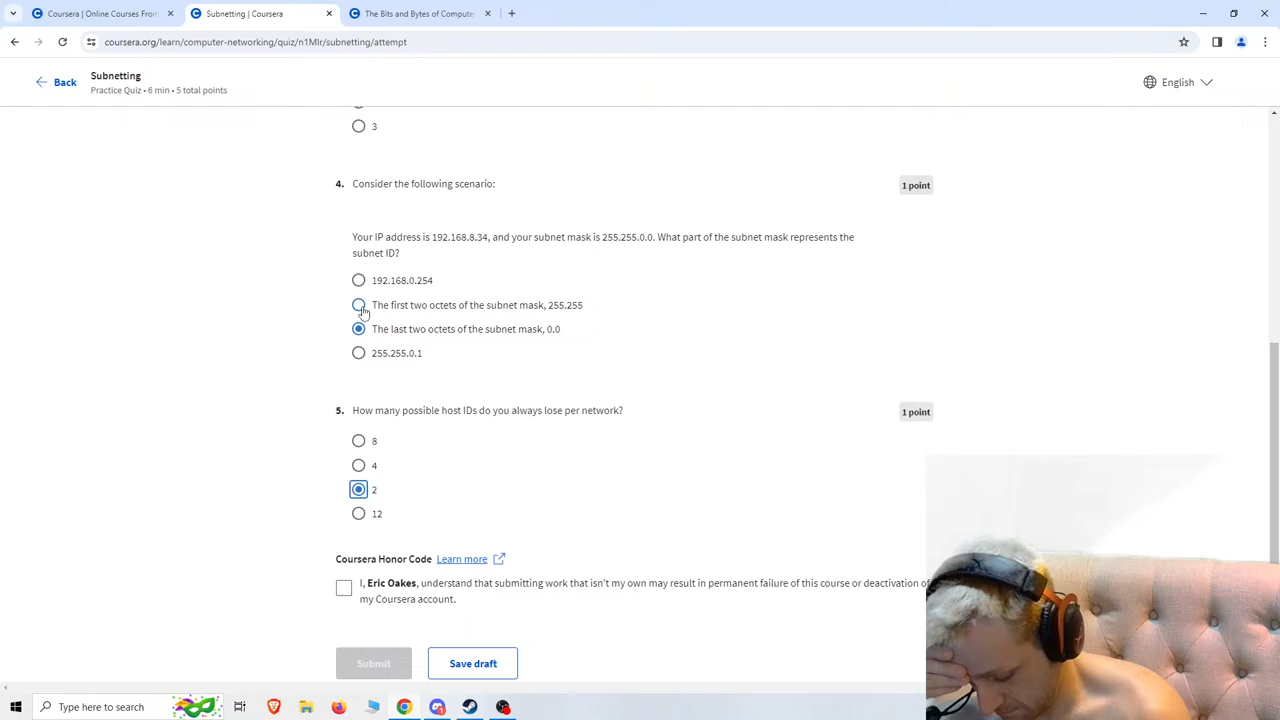 Coursera | Online Courses From
Subnetting | Coursera
The Bits and Bytes of Compute
coursera.org/learn/computer-networking/quiz/n1MIr/subnetting/attempt
Back
Subnetting
Practice Quiz • 6 min • 5 total points
English
3
4. Consider the following scenario:
1 point
Your IP address is 192.168.8.34, and your subnet mask is 255.255.0.0. What part of the subnet mask represents the
subnet ID?
192.168.0.254
The first two octets of the subnet mask, 255.255
The last two octets of the subnet mask, 0.0
255.255.0.1
5. How many possible host IDs do you always lose per network?
1 point
8
4
2
12
Coursera Honor Code Learn more
I, Eric Oakes, understand that submitting work that isn't my own may result in permanent failure of this course or deactivation of
my Coursera account.
Submit
Save draft
Type here to search